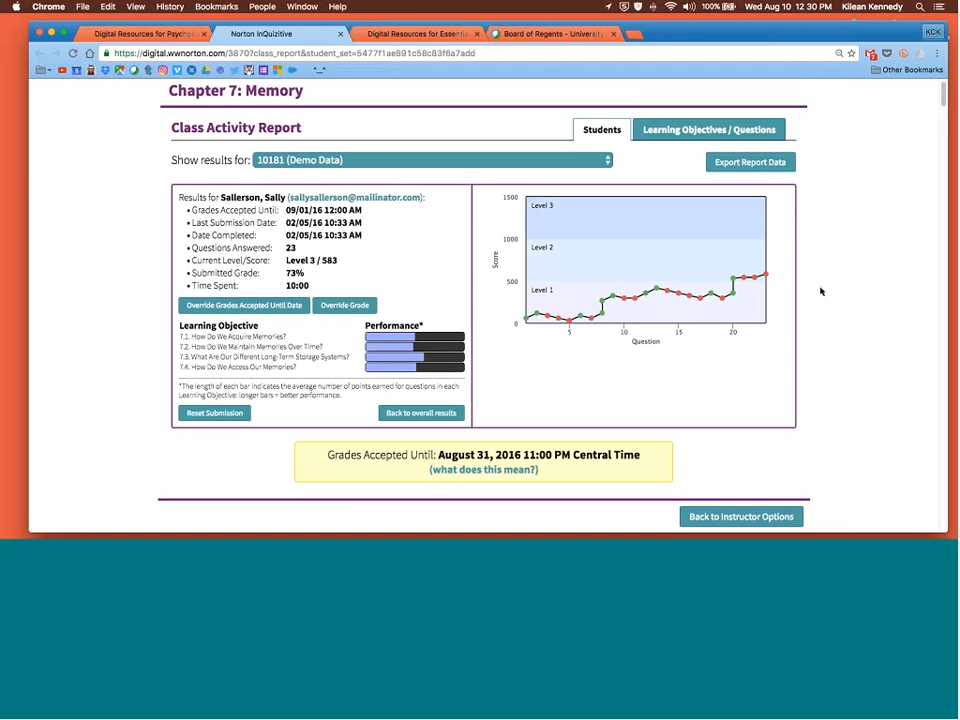 Chrome File Edit View History Bookmarks People Window Help 100% Wed Aug 10 12:30 PM Kilean Kennedy
Digital Resources for Psychol Norton InQuizitive Digital Resources for Essentia Board of Regents - University KCK
https://digital.wwnorton.com/3870?class_report&student_set=5477f1ae91c58c83f6a7add
Other Bookmarks
Chapter 7: Memory
Class Activity Report
Students
Learning Objectives / Questions
Show results for: 10181 (Demo Data)
Export Report Data
Results for Sallerson, Sally (sallysallerson@mailinator.com):
• Grades Accepted Until: 09/01/16 12:00 AM
• Last Submission Date: 02/05/16 10:33 AM
• Date Completed: 02/05/16 10:33 AM
• Questions Answered: 23
• Current Level/Score: Level 3 / 583
• Submitted Grade: 73%
• Time Spent: 10:00
Override Grades Accepted Until Date
Override Grade
Learning Objective Performance*
7.1. How Do We Acquire Memories?
7.2. How Do We Maintain Memories Over Time?
7.3. What Are Our Different Long-Term Storage Systems?
7.4. How Do We Access Our Memories?
*The length of each bar indicates the average number of points earned for questions in each
Learning Objective: longer bars = better performance.
Reset Submission
Back to overall results
1500
1000
500
0
Score
Level 3
Level 2
Level 1
5 10 15 20
Question
Grades Accepted Until: August 31, 2016 11:00 PM Central Time
(what does this mean?)
Back to Instructor Options